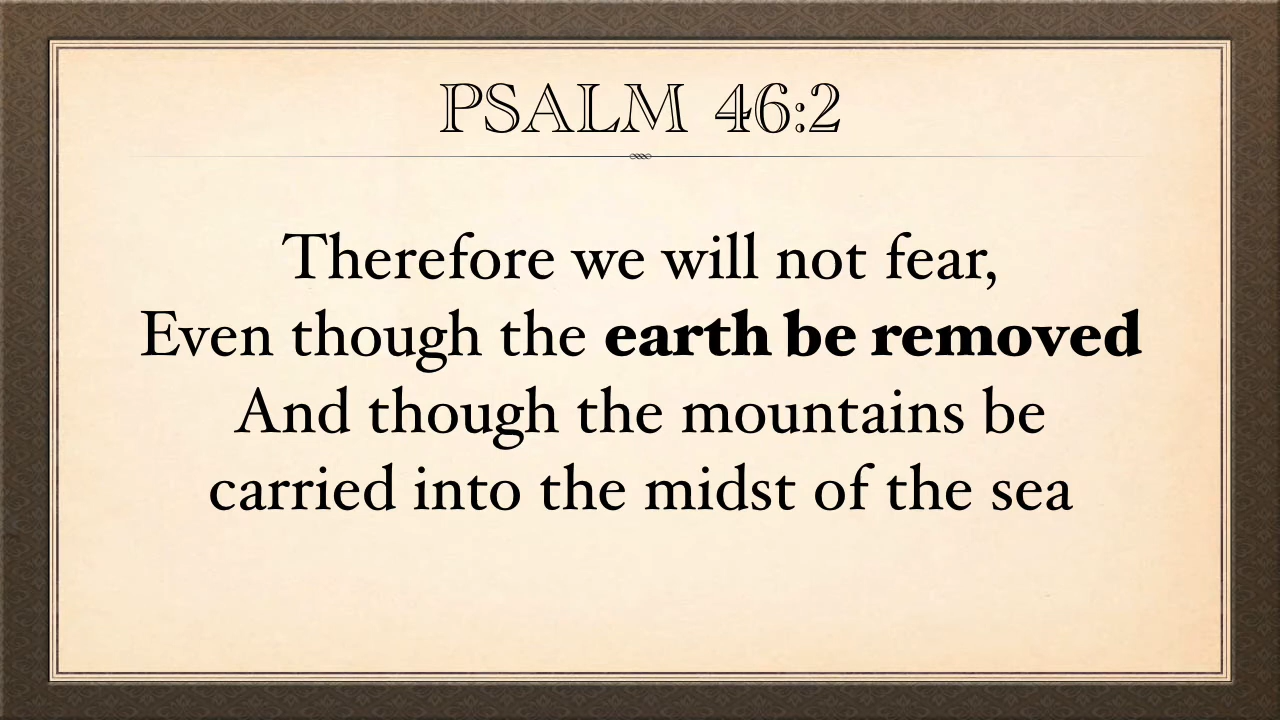 PSALM 46:2
Therefore we will not fear,
Even though the earth be removed
And though the mountains be
carried into the midst of the sea